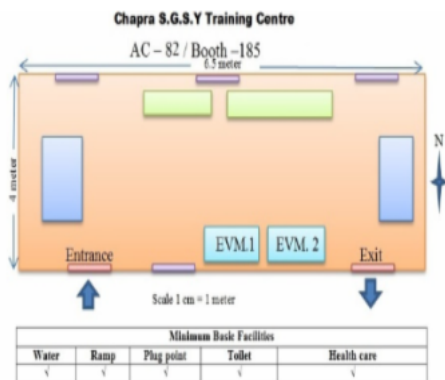 Chapra S.G.S.Y Training Centre
AC – 82 / Booth –185
6.5 meter
4 meter
N
EVM.1
EVM. 2
Entrance
Exit
Scale 1 cm = 1 meter
Minimum Basic Facilities
Water Ramp Plug point Toilet Health care
√ √ √ √ √